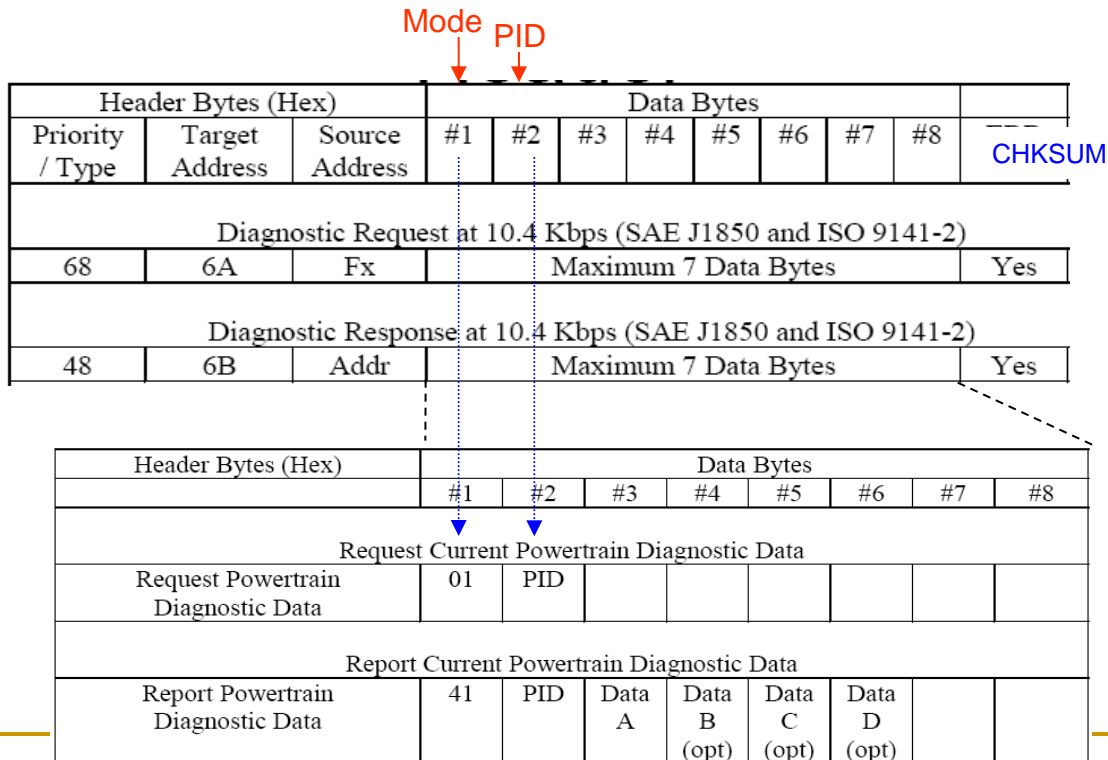 Mode PID
Header Bytes (Hex) Data Bytes
Priority / Type Target Address Source Address #1 #2 #3 #4 #5 #6 #7 #8 CHKSUM
Diagnostic Request at 10.4 Kbps (SAE J1850 and ISO 9141-2)
68 6A Fx Maximum 7 Data Bytes Yes
Diagnostic Response at 10.4 Kbps (SAE J1850 and ISO 9141-2)
48 6B Addr Maximum 7 Data Bytes Yes
Header Bytes (Hex) Data Bytes
#1 #2 #3 #4 #5 #6 #7 #8
Request Current Powertrain Diagnostic Data
Request Powertrain Diagnostic Data 01 PID
Report Current Powertrain Diagnostic Data
Report Powertrain Diagnostic Data 41 PID Data A Data B (opt) Data C (opt) Data D (opt)